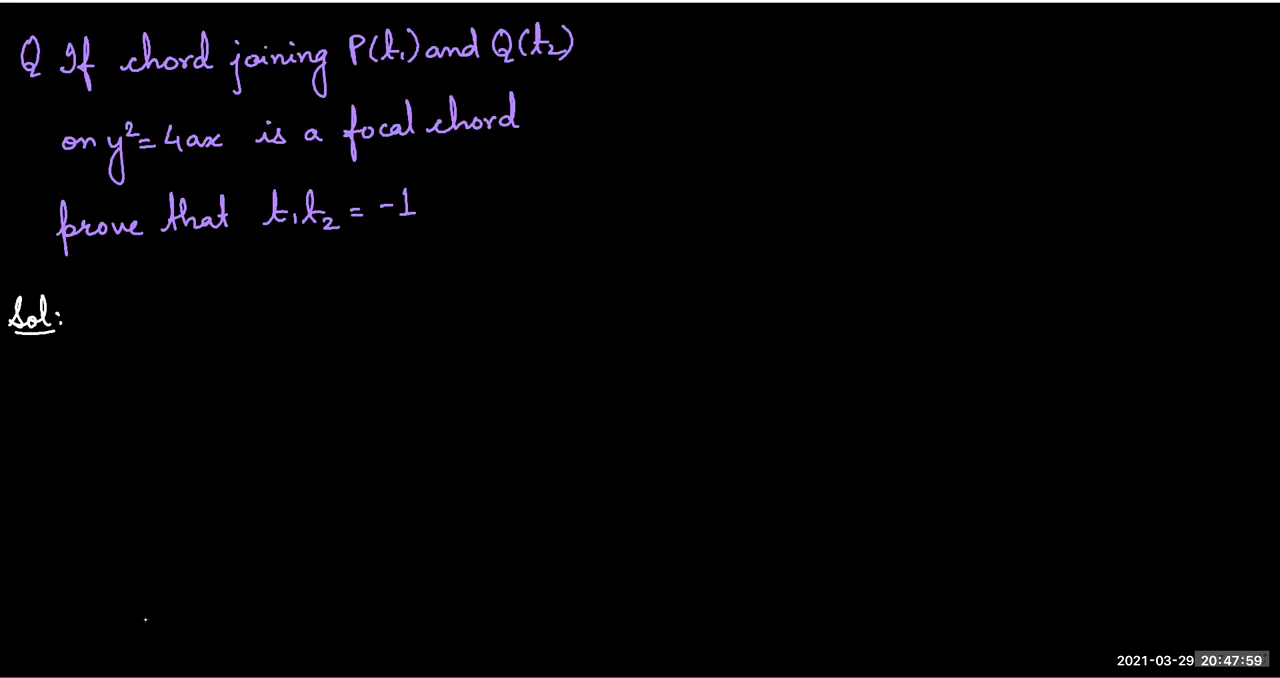 Q If chord joining P(t₁) and Q(t₂)
on y² = 4ax is a focal chord
prove that t₁t₂ = -1
Sol:
2021-03-29 20:47:59